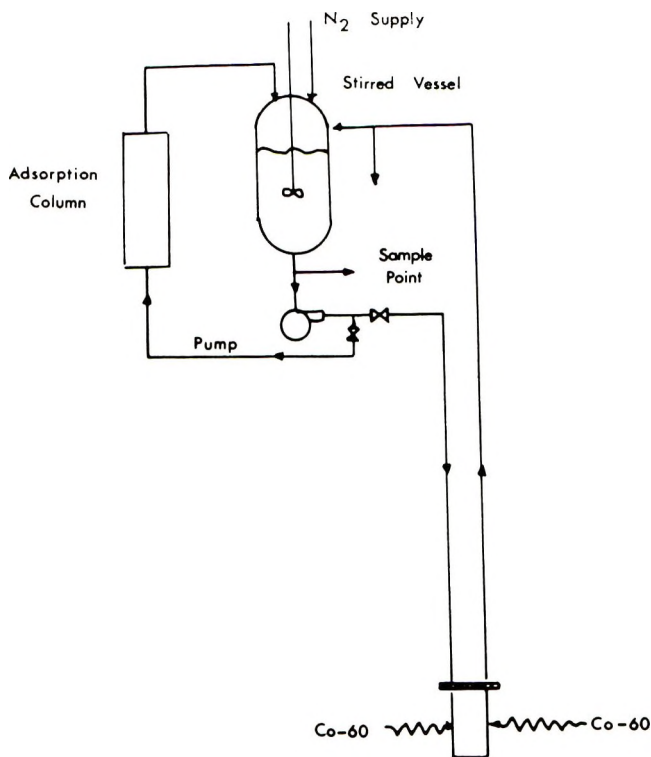 N2 Supply
Stirred Vessel
Adsorption
Column
Sample
Point
Pump
Co-60
Co-60